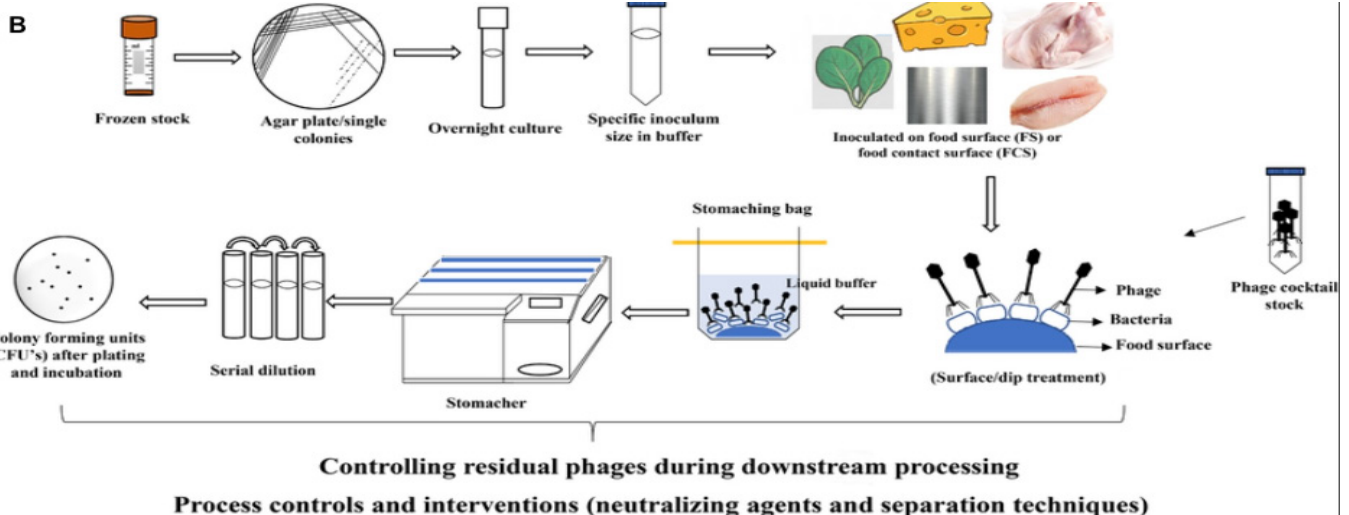 B
Frozen stock
Agar plate/single
colonies
Overnight culture
Specific inoculum
size in buffer
Inoculated on food surface (FS) or
food contact surface (FCS)
Phage cocktail
stock
Phage
Bacteria
Food surface
(Surface/dip treatment)
Stomaching bag
Liquid buffer
Stomacher
Serial dilution
olony forming units
CFU's) after plating
and incubation
Controlling residual phages during downstream processing
Process controls and interventions (neutralizing agents and separation techniques)